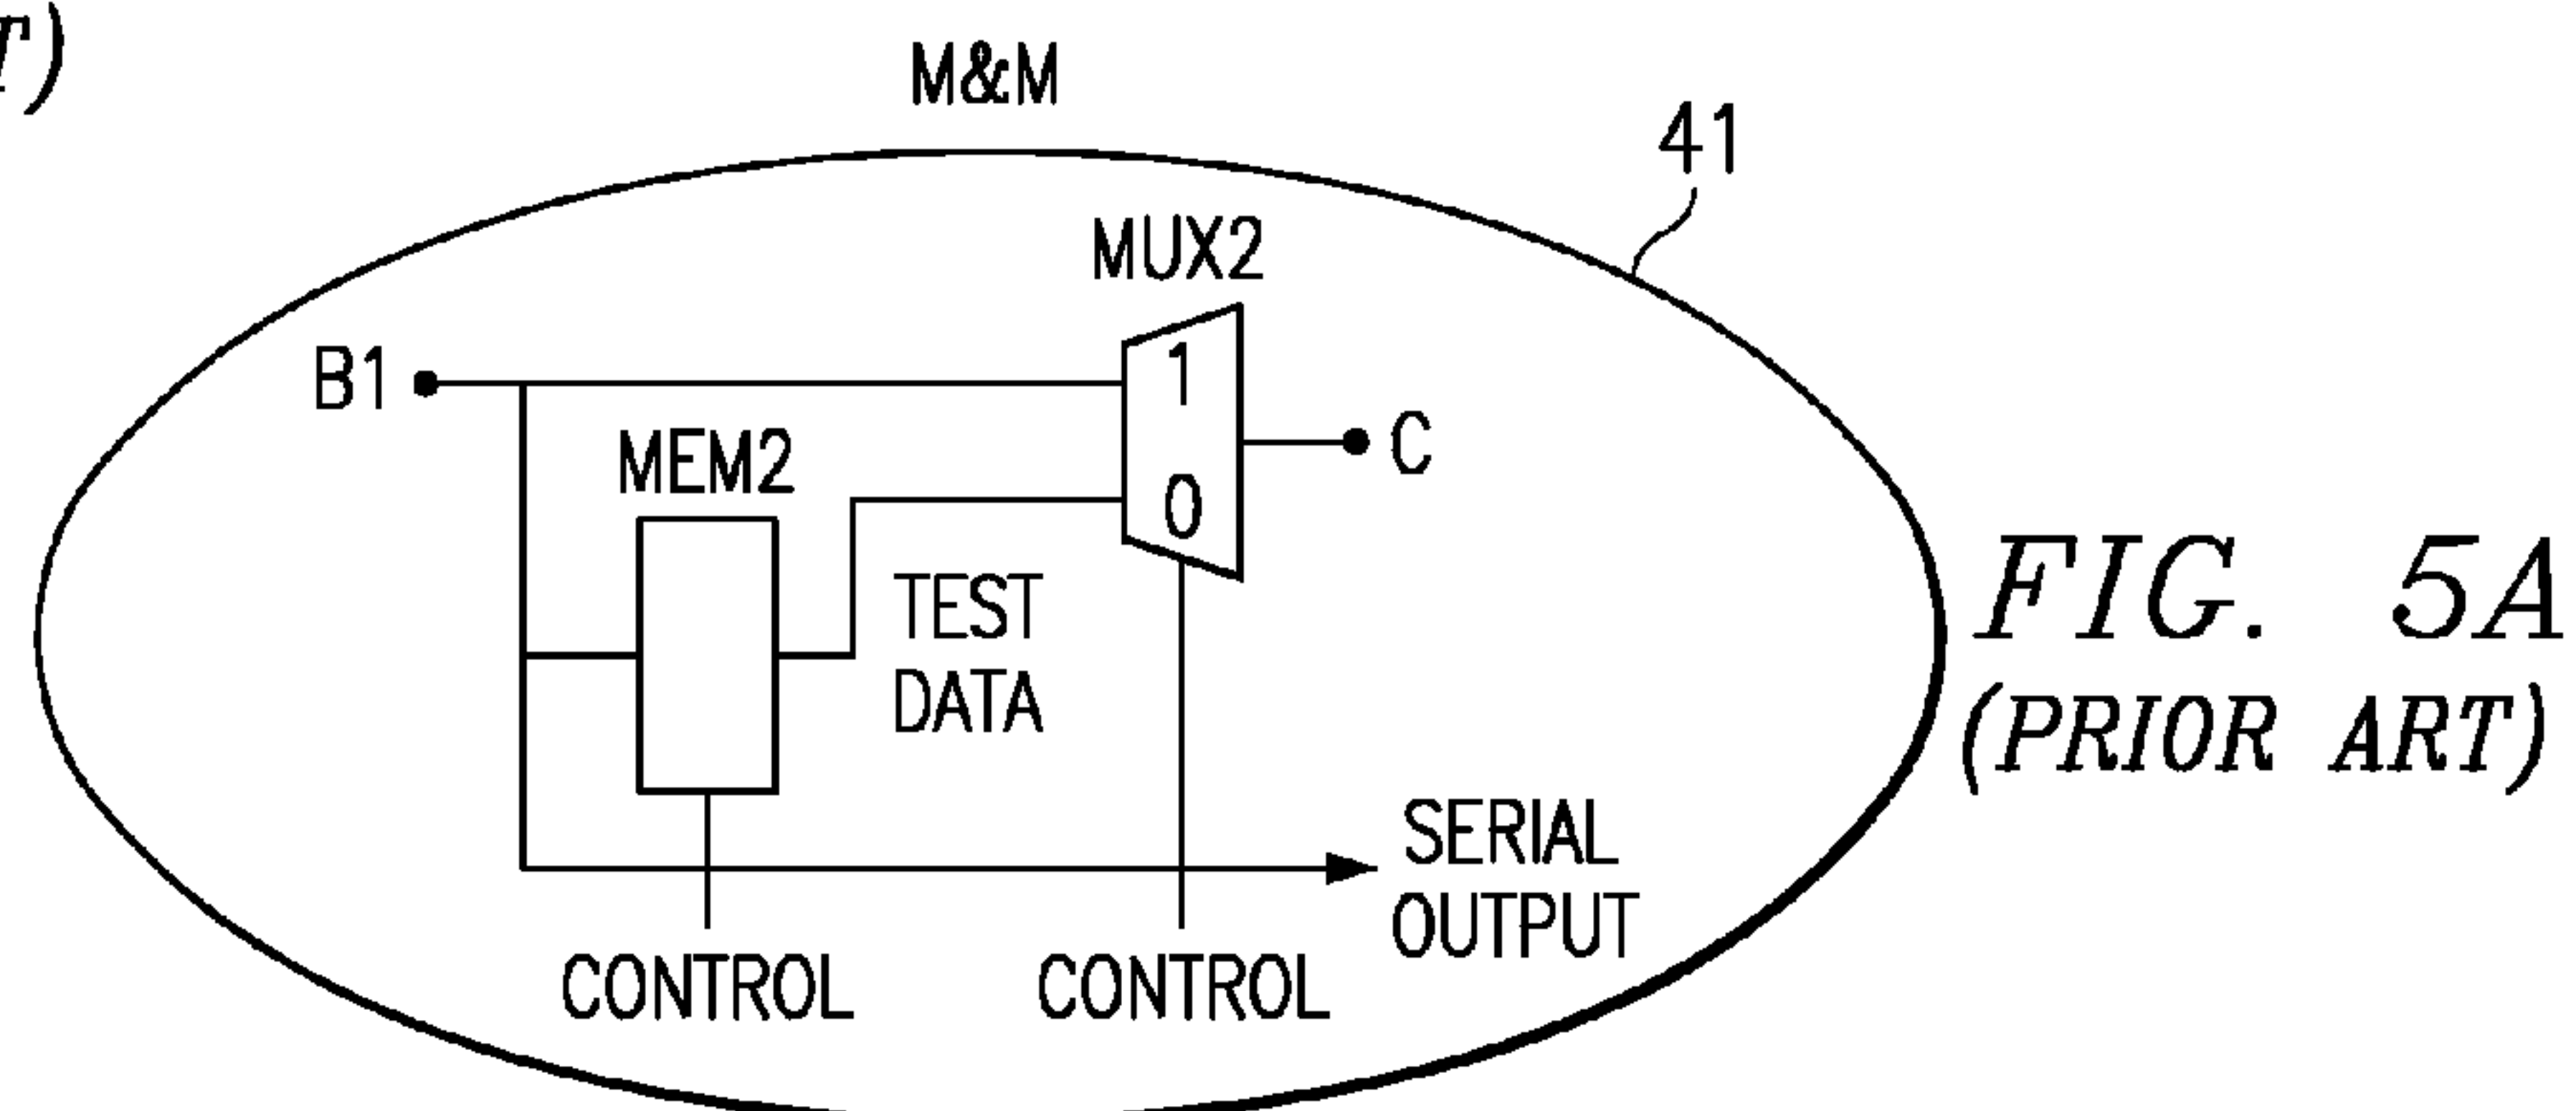 T)
M&M
41
MUX2
B1
1
MEM2
C
0
TEST
DATA
SERIAL
OUTPUT
CONTROL
CONTROL
FIG. 5A
(PRIOR ART)